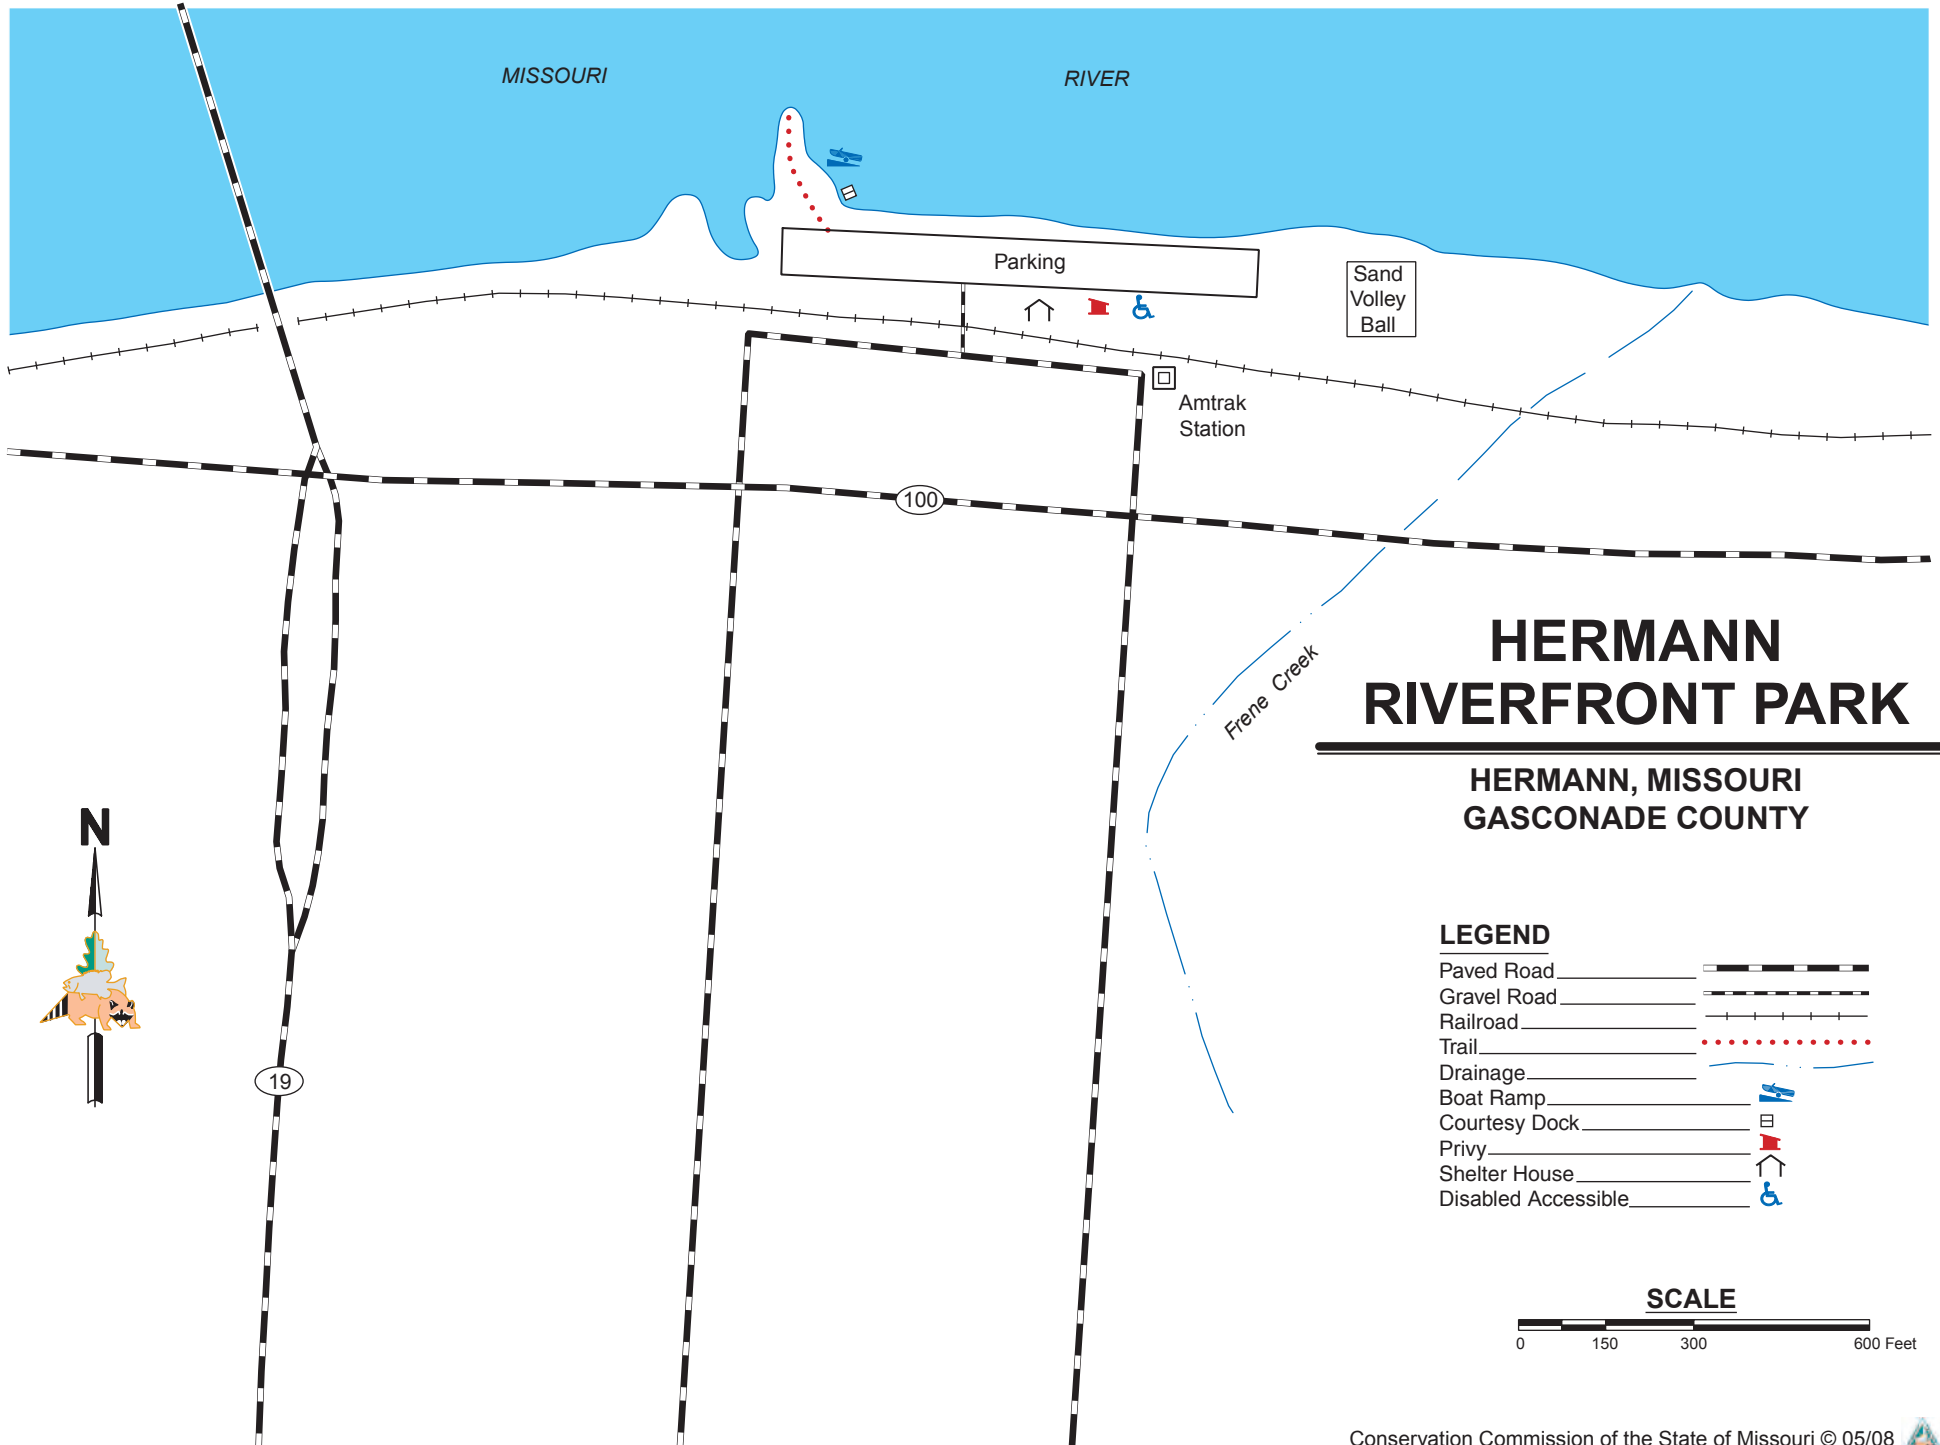 MISSOURI
RIVER
Parking
Sand
Volley
Ball
Amtrak
Station
100
Frene Creek
HERMANN
RIVERFRONT PARK
HERMANN, MISSOURI
GASCONADE COUNTY
N
19
LEGEND
Paved Road
Gravel Road
Railroad
Trail
Drainage
Boat Ramp
Courtesy Dock
Privy
Shelter House
Disabled Accessible
SCALE
0 150 300 600 Feet
Conservation Commission of the State of Missouri © 05/08